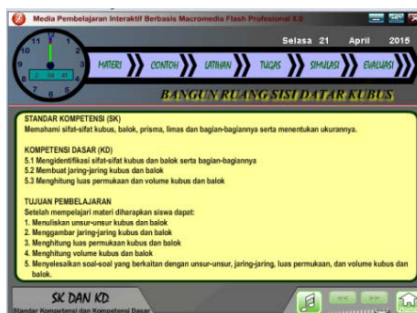 Media Pembelajaran Interaktif Berbasis Macromedia Flash Profesional 8.0
Selasa 21 April 2015
MATERI CONTOH LATIHAN TUGAS SIMULASI EVALUASI
BANGUN RUANG SISI DATAR KUBUS
STANDAR KOMPETENSI (SK)
Memahami sifat-sifat kubus, balok, prisma, limas dan bagian-bagiannya serta menentukan ukurannya.
KOMPETENSI DASAR (KD)
5.1 Mengidentifikasi sifat-sifat kubus dan balok serta bagian-bagiannya
5.2 Membuat jaring-jaring kubus dan balok
5.3 Menghitung luas permukaan dan volume kubus dan balok
TUJUAN PEMBELAJARAN
Setelah mempelajari materi diharapkan siswa dapat:
1. Menuliskan unsur-unsur kubus dan balok
2. Menggambar jaring-jaring kubus dan balok
3. Menghitung luas permukaan kubus dan balok
4. Menghitung volume kubus dan balok
5. Menyelesaikan soal-soal yang berkaitan dengan unsur-unsur, jaring-jaring, luas permukaan, dan volume kubus dan
balok.
SK DAN KD
Standar Kompetensi dan Kompetensi Dasar